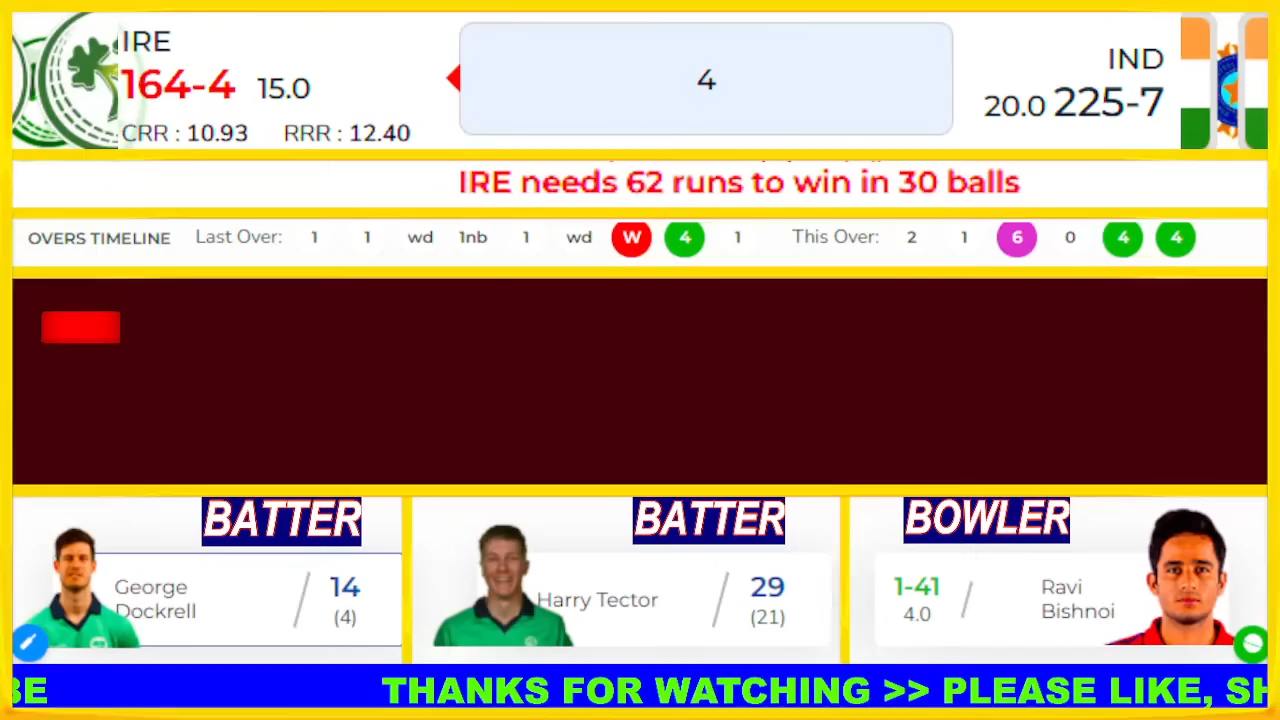 IRE
164-4 15.0
CRR : 10.93 RRR : 12.40
4
IND
20.0 225-7
IRE needs 62 runs to win in 30 balls
OVERS TIMELINE Last Over: 1 1 wd 1nb 1 wd W 4 1 This Over: 2 1 6 0 4 4
BATTER
George
Dockrell
14
(4)
BATTER
Harry Tector
29
(21)
BOWLER
1-41
4.0
Ravi
Bishnoi
BE THANKS FOR WATCHING >> PLEASE LIKE, SH